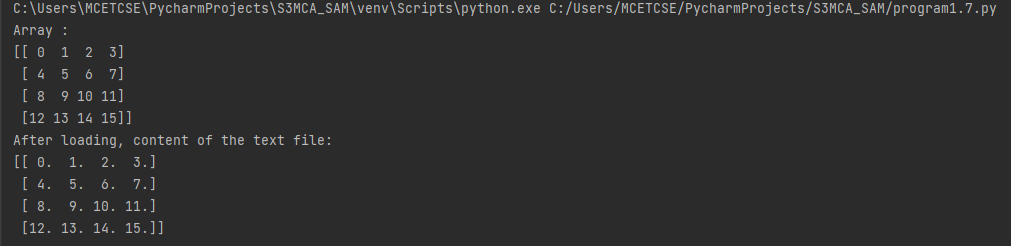 C:\Users\MCETCSE\PycharmProjects\S3MCA_SAM\venv\Scripts\python.exe C:/Users/MCETCSE/PycharmProjects/S3MCA_SAM/program1.7.py
Array :
[[ 0  1  2  3]
 [ 4  5  6  7]
 [ 8  9 10 11]
 [12 13 14 15]]
After loading, content of the text file:
[[ 0.  1.  2.  3.]
 [ 4.  5.  6.  7.]
 [ 8.  9. 10. 11.]
 [12. 13. 14. 15.]]